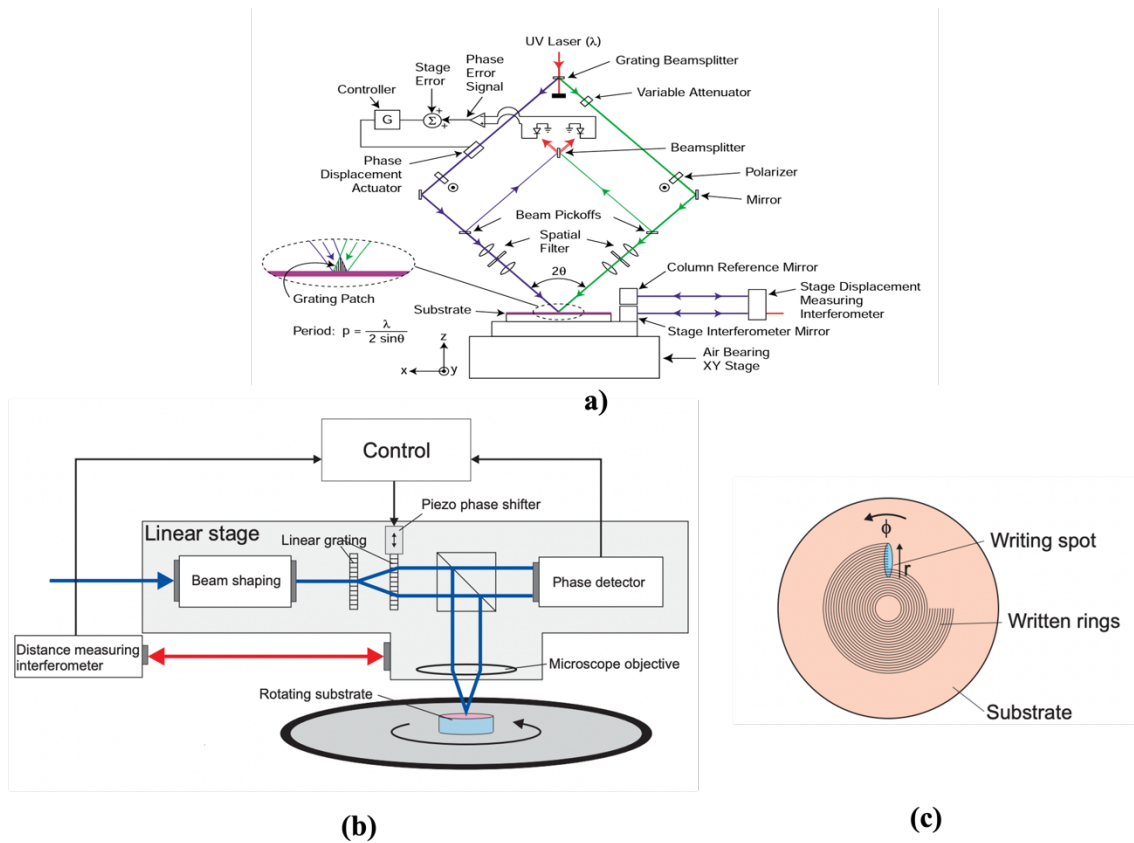 UV Laser (λ)
Grating Beamsplitter
Variable Attenuator
Phase
Error
Signal
Stage
Error
Controller
G
Σ
+
+
+
-
Beamsplitter
Phase
Displacement
Actuator
Polarizer
Mirror
Beam Pickoffs
Spatial
Filter
2θ
Column Reference Mirror
Stage Displacement
Measuring
Interferometer
Grating Patch
Substrate
Stage Interferometer Mirror
Period: p = λ / 2 sinθ
z
x
y
Air Bearing
XY Stage
a)
Control
Piezo phase shifter
Linear stage
Linear grating
Beam shaping
Phase detector
Distance measuring
interferometer
Microscope objective
Rotating substrate
(b)
ϕ
Writing spot
r
Written rings
Substrate
(c)